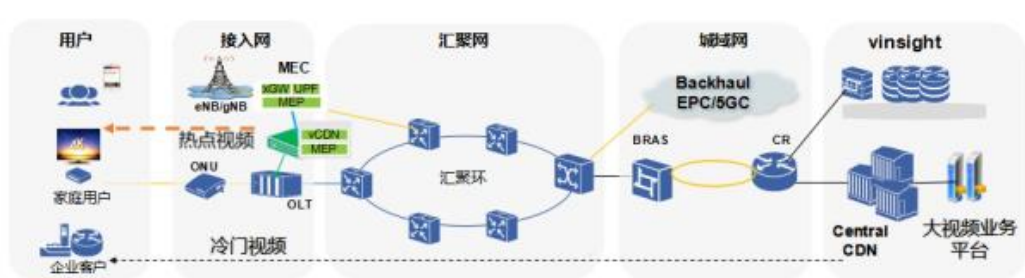 用户
接入网
汇聚网
城域网
vinsight
MEC
xGW UPF
MEP
eNB/gNB
Backhaul
EPC/5GC
热点视频
vCDN
MEP
4K
ONU
OLT
汇聚环
BRAS
CR
家庭用户
冷门视频
Central
CDN
大视频业务
平台
企业客户